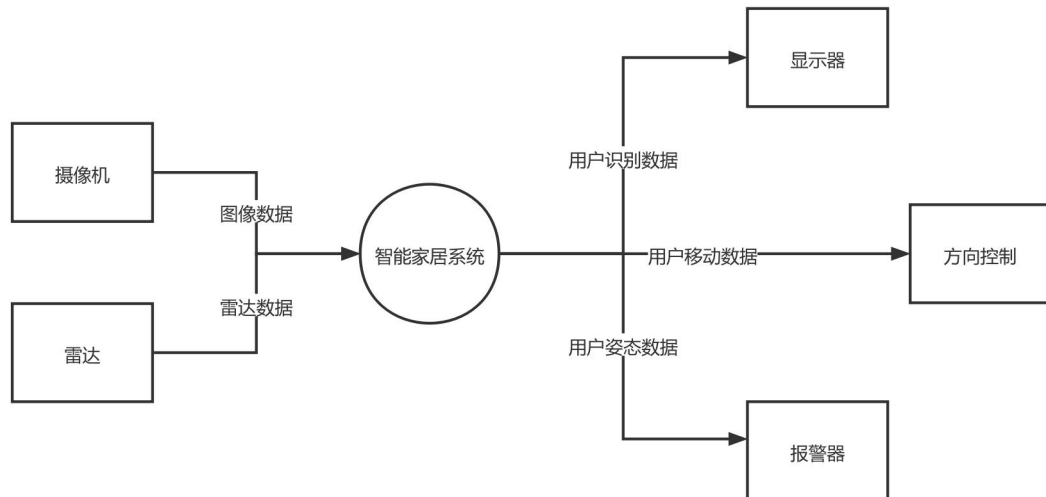 显示器
摄像机
用户识别数据
图像数据
智能家居系统
用户移动数据
方向控制
雷达数据
雷达
用户姿态数据
报警器